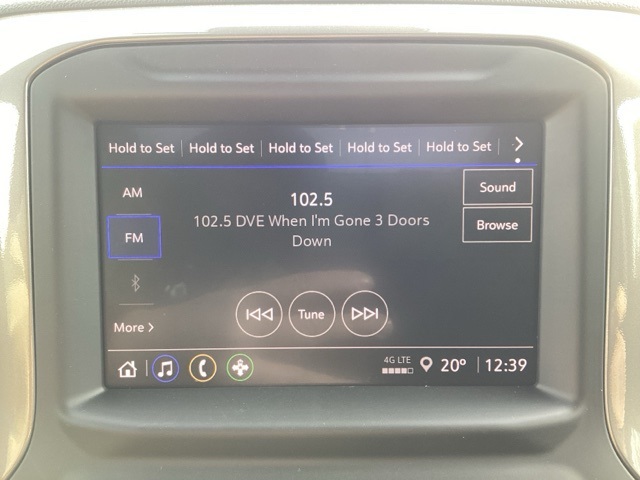 Hold to Set Hold to Set Hold to Set Hold to Set Hold to Set
AM
FM
More
102.5
102.5 DVE When I'm Gone 3 Doors
Down
Sound
Browse
Tune
4G LTE
20°
12:39